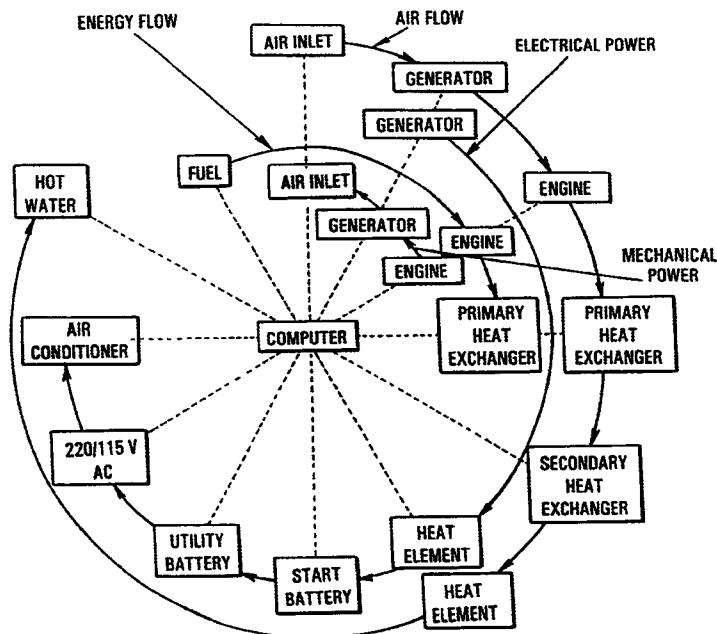 ENERGY FLOW
AIR FLOW
AIR INLET
ELECTRICAL POWER
GENERATOR
GENERATOR
FUEL
AIR INLET
HOT
WATER
ENGINE
GENERATOR
ENGINE
ENGINE
MECHANICAL
POWER
AIR
CONDITIONER
COMPUTER
PRIMARY
HEAT
EXCHANGER
PRIMARY
HEAT
EXCHANGER
220/115 V
AC
SECONDARY
HEAT
EXCHANGER
UTILITY
BATTERY
START
BATTERY
HEAT
ELEMENT
HEAT
ELEMENT